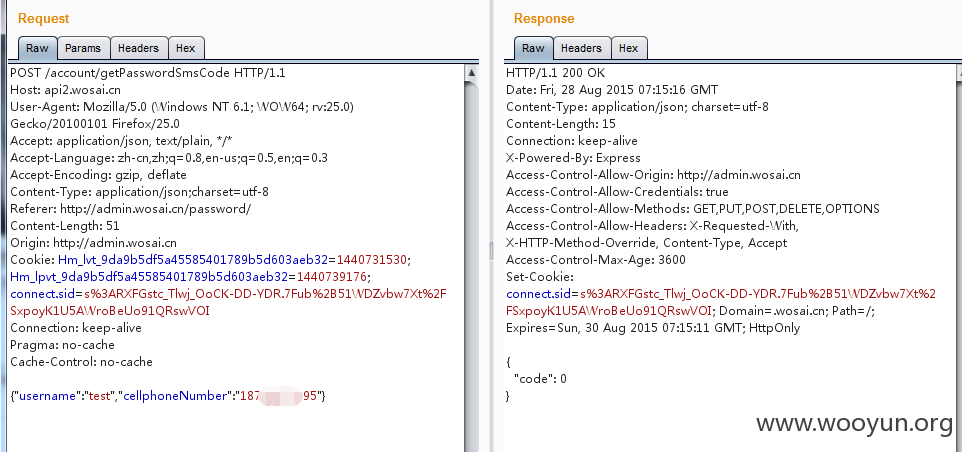 Request
Raw Params Headers Hex
POST /account/getPasswordSmsCode HTTP/1.1
Host: api2.wosai.cn
User-Agent: Mozilla/5.0 (Windows NT 6.1; WOW64; rv:25.0)
Gecko/20100101 Firefox/25.0
Accept: application/json, text/plain, */*
Accept-Language: zh-cn,zh;q=0.8,en-us;q=0.5,en;q=0.3
Accept-Encoding: gzip, deflate
Content-Type: application/json;charset=utf-8
Referer: http://admin.wosai.cn/password/
Content-Length: 51
Origin: http://admin.wosai.cn
Cookie: Hm_lvt_9da9b5df5a45585401789b5d603aeb32=1440731530;
Hm_lpvt_9da9b5df5a45585401789b5d603aeb32=1440739176;
connect.sid=s%3ARXFGstc_Tlwj_OoCK-DD-YDR.7Fub%2B51WDZvbw7Xt%2F
SxpoyK1U5AWroBeUo91QRswVOI
Connection: keep-alive
Pragma: no-cache
Cache-Control: no-cache
{"username":"test","cellphoneNumber":"187 95"}
Response
Raw Headers Hex
HTTP/1.1 200 OK
Date: Fri, 28 Aug 2015 07:15:16 GMT
Content-Type: application/json; charset=utf-8
Content-Length: 15
Connection: keep-alive
X-Powered-By: Express
Access-Control-Allow-Origin: http://admin.wosai.cn
Access-Control-Allow-Credentials: true
Access-Control-Allow-Methods: GET,PUT,POST,DELETE,OPTIONS
Access-Control-Allow-Headers: X-Requested-With,
X-HTTP-Method-Override, Content-Type, Accept
Access-Control-Max-Age: 3600
Set-Cookie:
connect.sid=s%3ARXFGstc_Tlwj_OoCK-DD-YDR.7Fub%2B51WDZvbw7Xt%2
FSxpoyK1U5AWroBeUo91QRswVOI; Domain=.wosai.cn; Path=/;
Expires=Sun, 30 Aug 2015 07:15:11 GMT; HttpOnly
{
"code": 0
}
www.wooyun.org